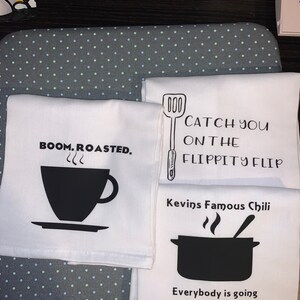 BOOM. ROASTED.
CATCH YOU
ON THE
FLIPPITY FLIP
Kevins Famous Chili
Everybody is going